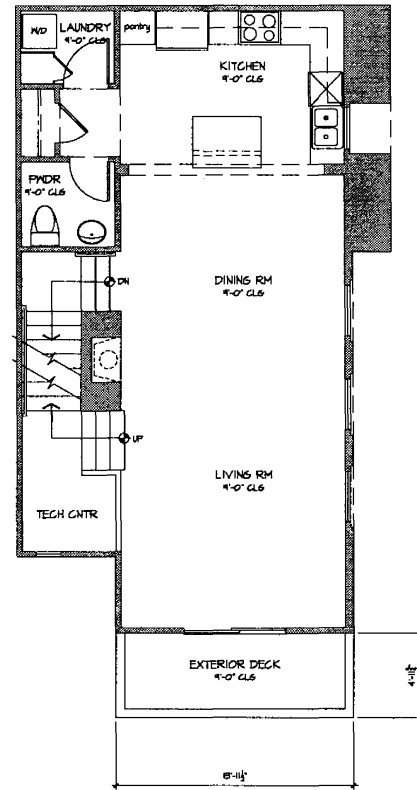 W/D
LAUNDRY
9'-0" CLG
pantry
KITCHEN
9'-0" CLG
PWDR
9'-0" CLG
DN
DINING RM
9'-0" CLG
UP
LIVING RM
9'-0" CLG
TECH CNTR
EXTERIOR DECK
9'-0" CLG